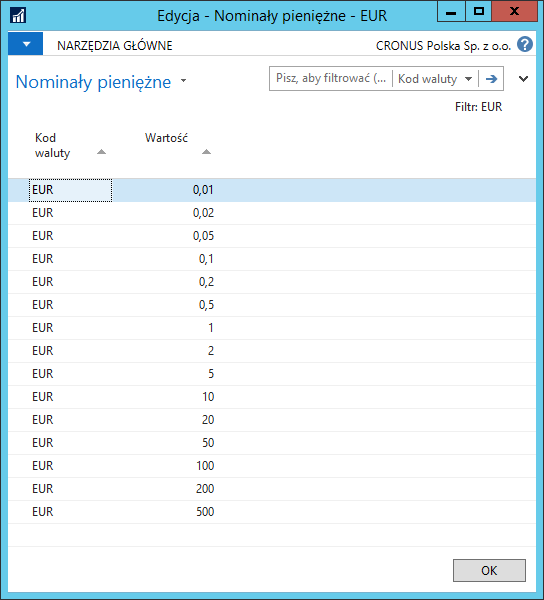 Edycja - Nominały pieniężne - EUR
NARZĘDZIA GŁÓWNE
CRONUS Polska Sp. z o.o.
?
Nominały pieniężne
Pisz, aby filtrować (...
Kod waluty
Filtr: EUR
Kod
waluty
Wartość
EUR 0,01
EUR 0,02
EUR 0,05
EUR 0,1
EUR 0,2
EUR 0,5
EUR 1
EUR 2
EUR 5
EUR 10
EUR 20
EUR 50
EUR 100
EUR 200
EUR 500
OK